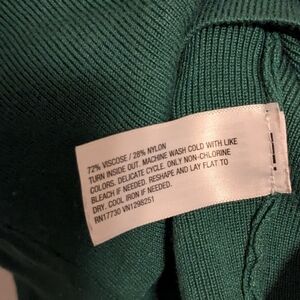 72% VISCOSE / 28% NYLON
TURN INSIDE OUT. MACHINE WASH COLD WITH LIKE
COLORS. DELICATE CYCLE. ONLY NON-CHLORINE
BLEACH IF NEEDED. RESHAPE AND LAY FLAT TO
DRY. COOL IRON IF NEEDED.
RN17730 VN1298251